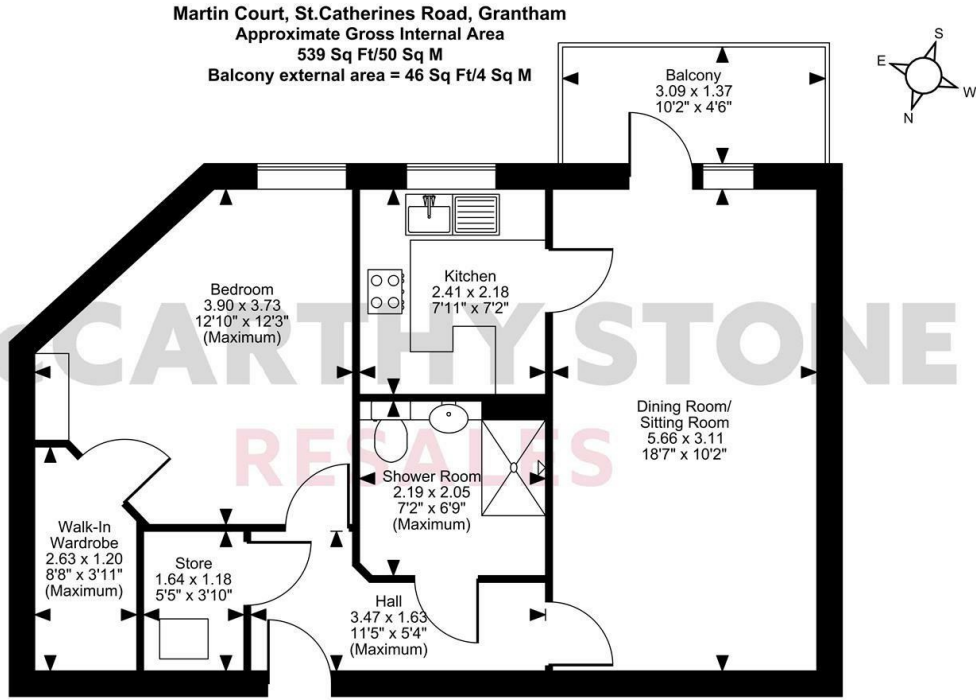 Martin Court, St.Catherines Road, Grantham
Approximate Gross Internal Area
539 Sq Ft/50 Sq M
Balcony external area = 46 Sq Ft/4 Sq M
S
E
W
N
Balcony
3.09 x 1.37
10'2" x 4'6"
Bedroom
3.90 x 3.73
12'10" x 12'3"
(Maximum)
Kitchen
2.41 x 2.18
7'11" x 7'2"
cCARTHY STONE
RESALES
Dining Room/
Sitting Room
5.66 x 3.11
18'7" x 10'2"
Shower Room
2.19 x 2.05
7'2" x 6'9"
(Maximum)
Walk-In
Wardrobe
2.63 x 1.20
8'8" x 3'11"
(Maximum)
Store
1.64 x 1.18
5'5" x 3'10"
Hall
3.47 x 1.63
11'5" x 5'4"
(Maximum)